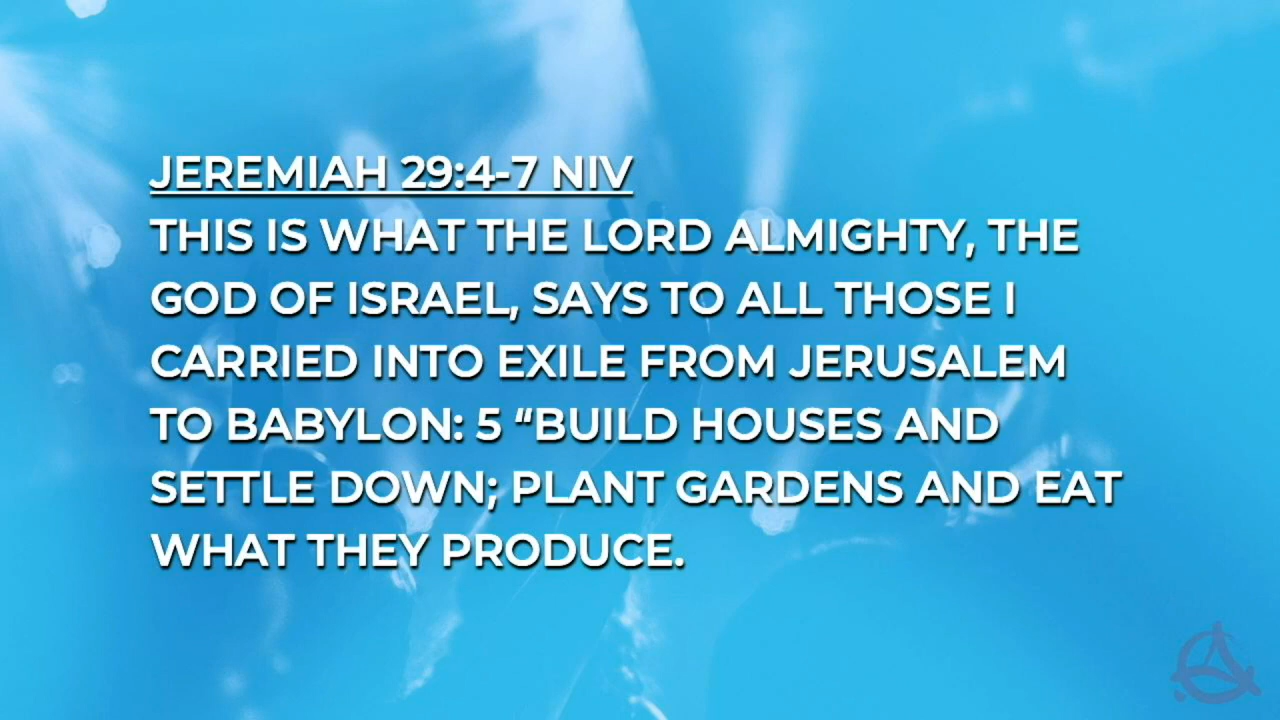 JEREMIAH 29:4-7 NIV
THIS IS WHAT THE LORD ALMIGHTY, THE
GOD OF ISRAEL, SAYS TO ALL THOSE I
CARRIED INTO EXILE FROM JERUSALEM
TO BABYLON: 5 “BUILD HOUSES AND
SETTLE DOWN; PLANT GARDENS AND EAT
WHAT THEY PRODUCE.